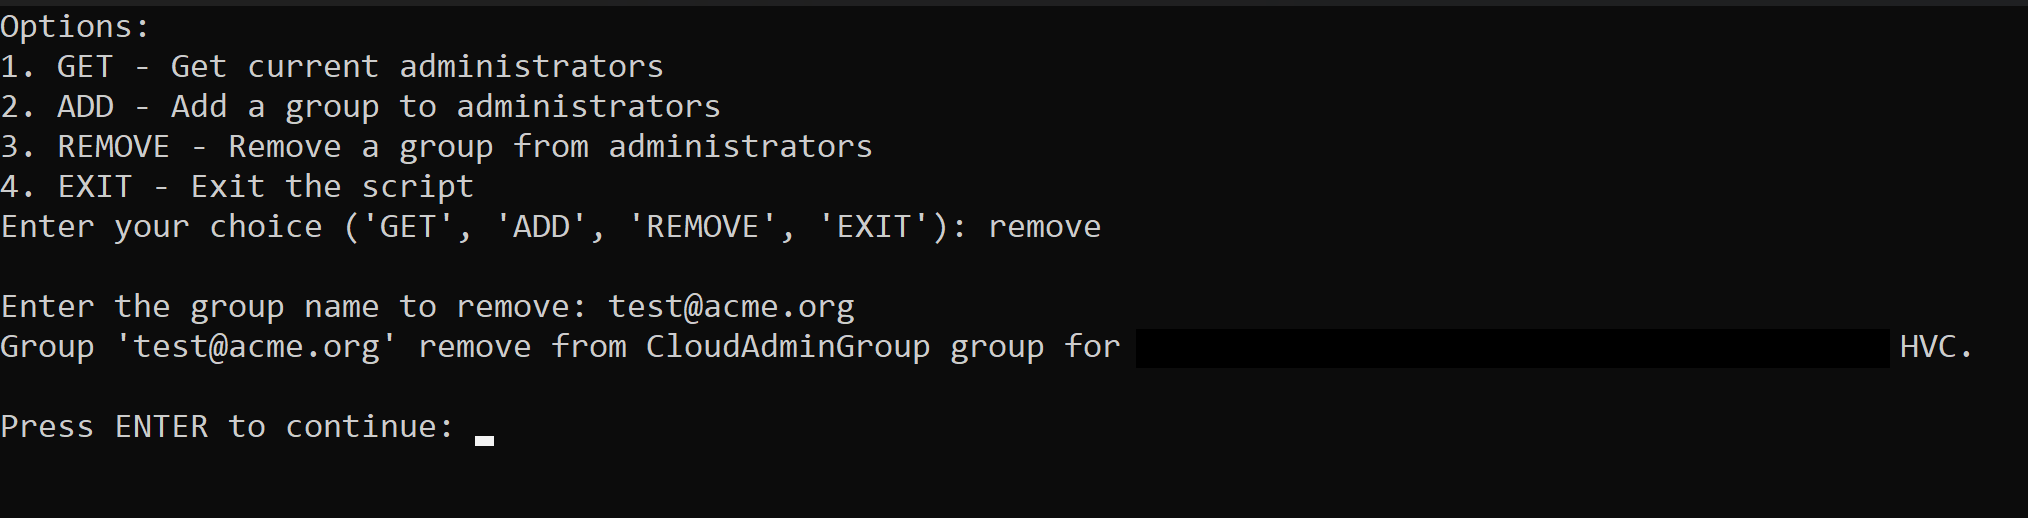 Options:
1. GET - Get current administrators
2. ADD - Add a group to administrators
3. REMOVE - Remove a group from administrators
4. EXIT - Exit the script
Enter your choice ('GET', 'ADD', 'REMOVE', 'EXIT'): remove
Enter the group name to remove: test@acme.org
Group 'test@acme.org' remove from CloudAdminGroup group for HVC.
Press ENTER to continue: